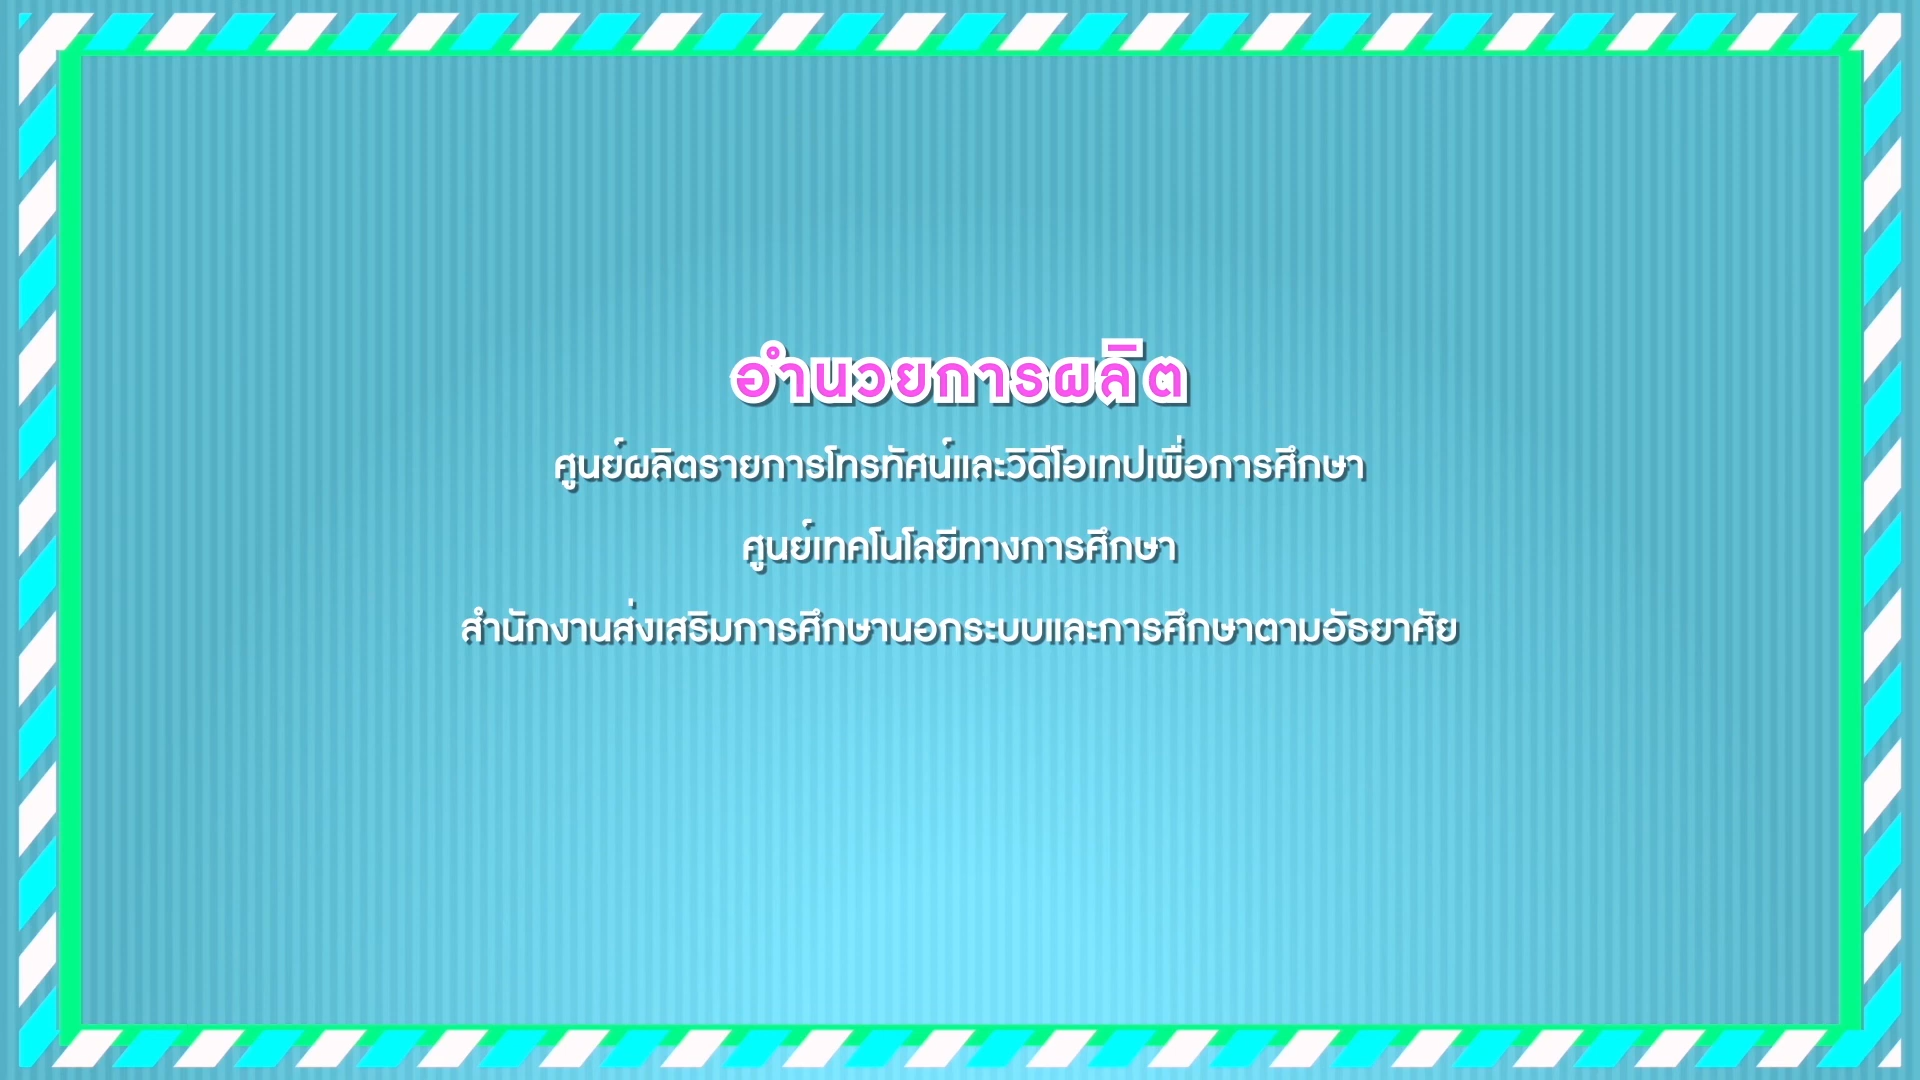 อำนวยการผลิต
ศูนย์ผลิตรายการโทรทัศน์และวิดีโอเทปเพื่อการศึกษา
ศูนย์เทคโนโลยีทางการศึกษา
สำนักงานส่งเสริมการศึกษานอกระบบและการศึกษาตามอัธยาศัย